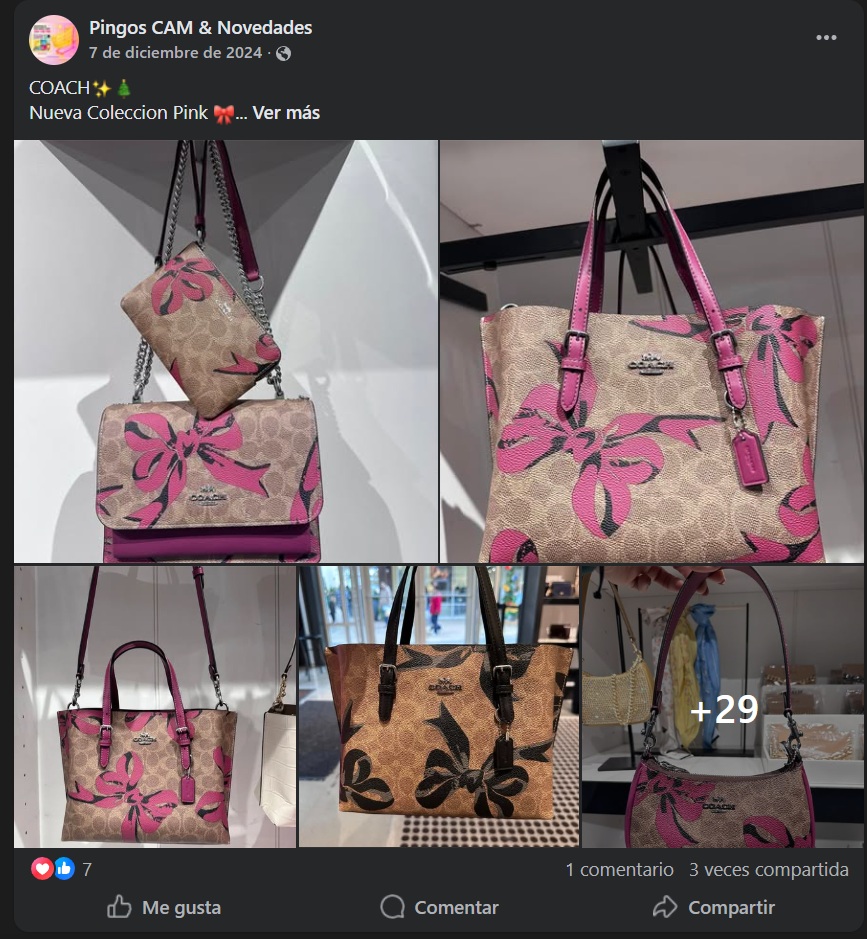 Pingos CAM & Novedades
7 de diciembre de 2024 ·
COACH✨🎄
Nueva Coleccion Pink 🎀... Ver más
COACH
COACH
COACH
COACH
COACH
+29
7
1 comentario 3 veces compartida
Me gusta
Comentar
Compartir